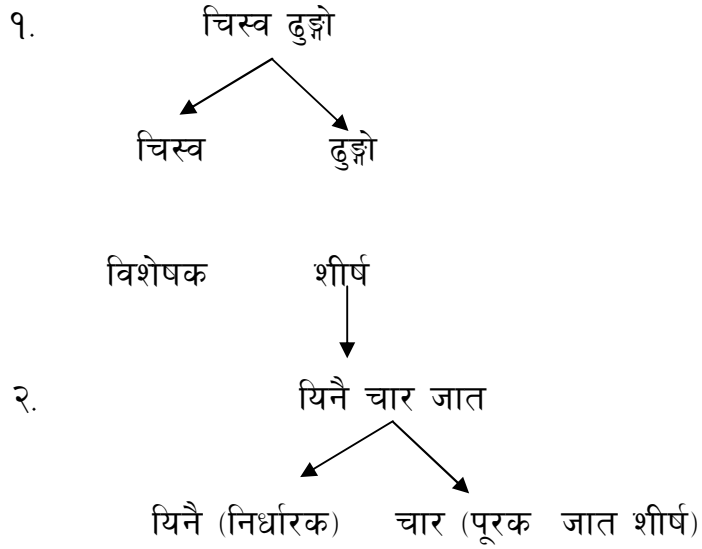 १. चिस्व ढुङ्गो
चिस्व ढुङ्गो
विशेषक शीर्ष
२. यिनै चार जात
यिनै (निर्धारक) चार (पूरक जात शीर्ष)